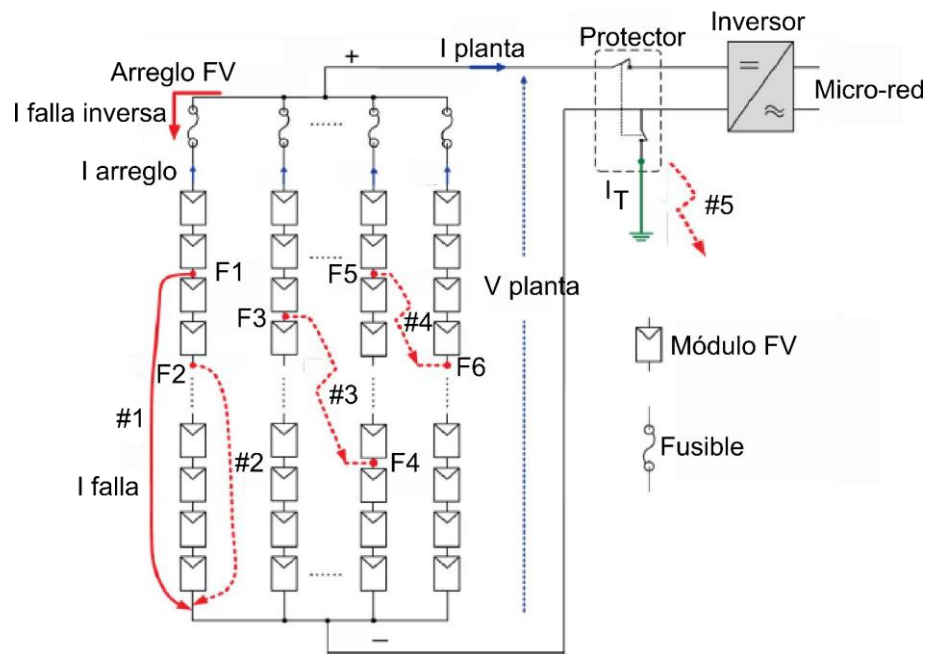 Inversor
Protector
+
I planta
Arreglo FV
Micro-red
I falla inversa
I arreglo
I
T
#5
F1
F5
V planta
F3
#4
Módulo FV
F2
F6
#3
#1
#2
F4
Fusible
I falla
−